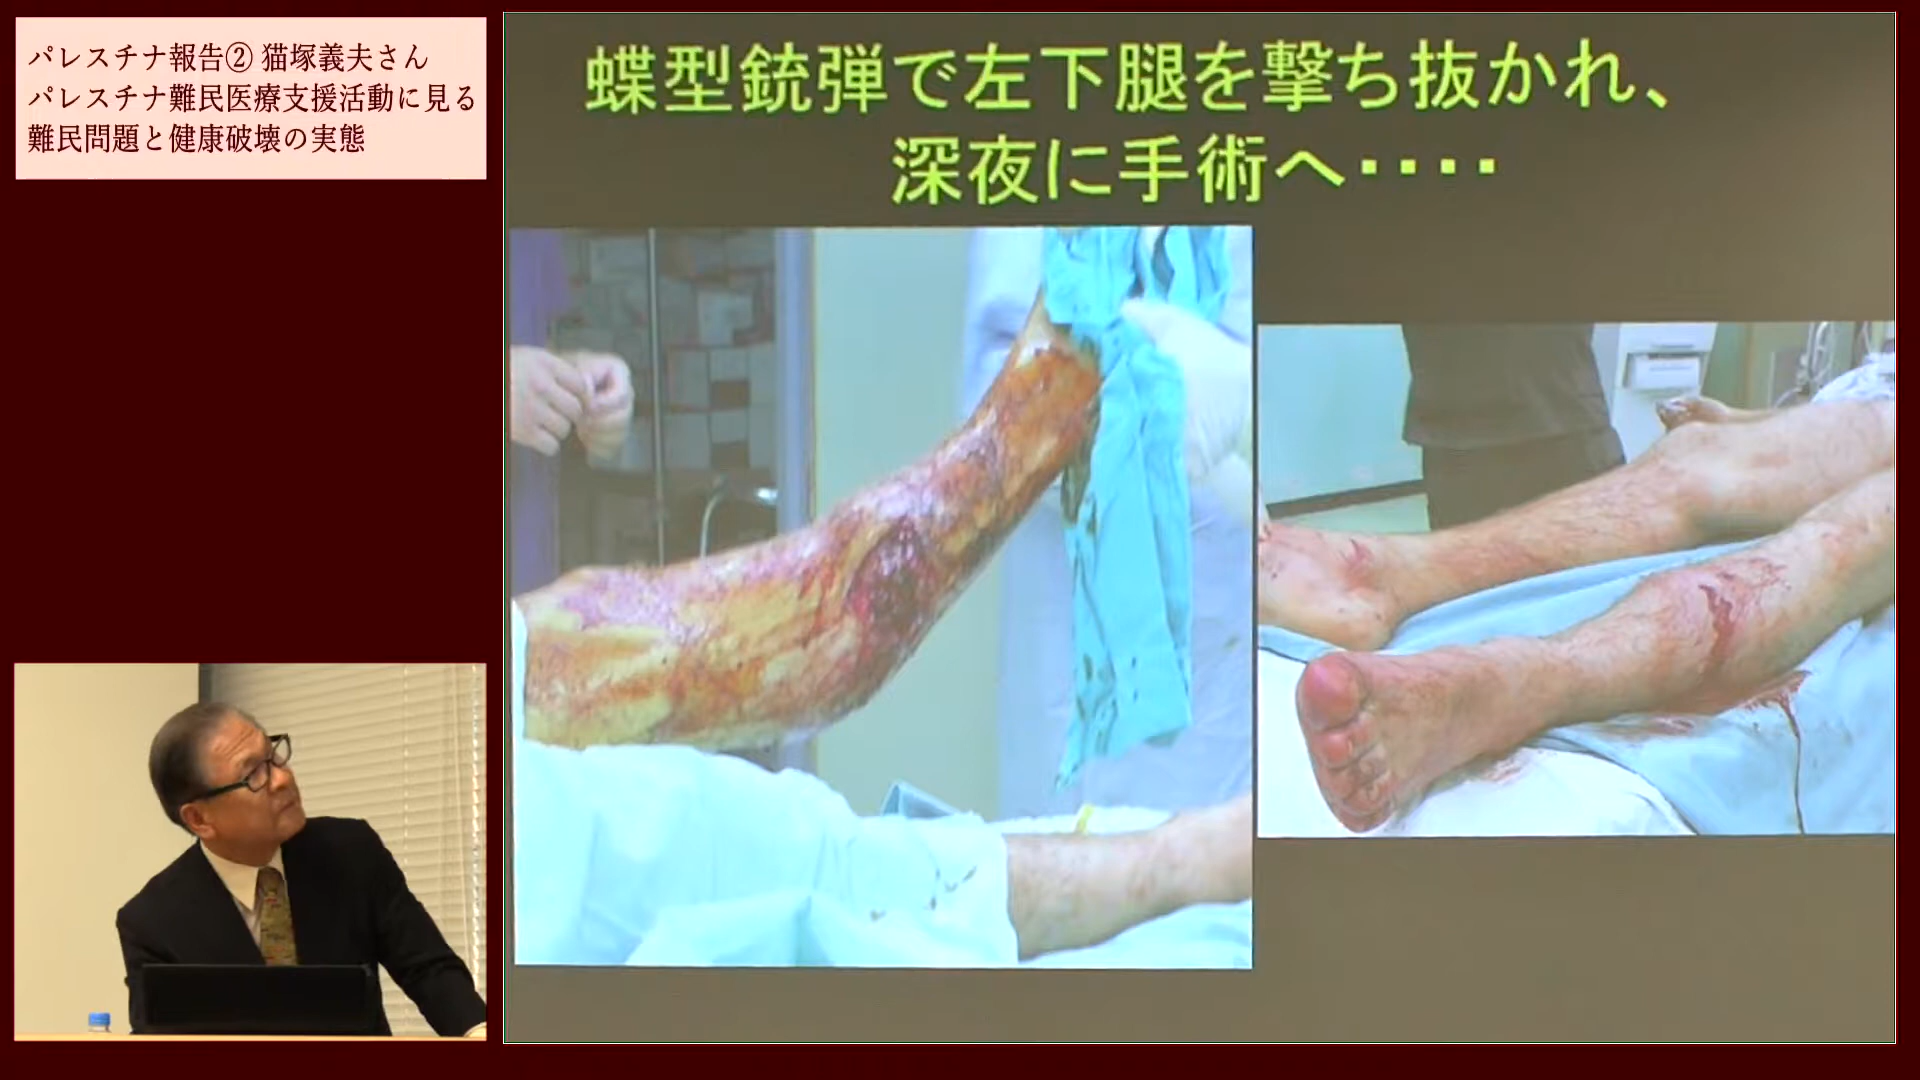 パレスチナ報告② 猫塚義夫さん
パレスチナ難民医療支援活動に見る
難民問題と健康破壊の実態
蝶型銃弾で左下腿を撃ち抜かれ、
深夜に手術へ････